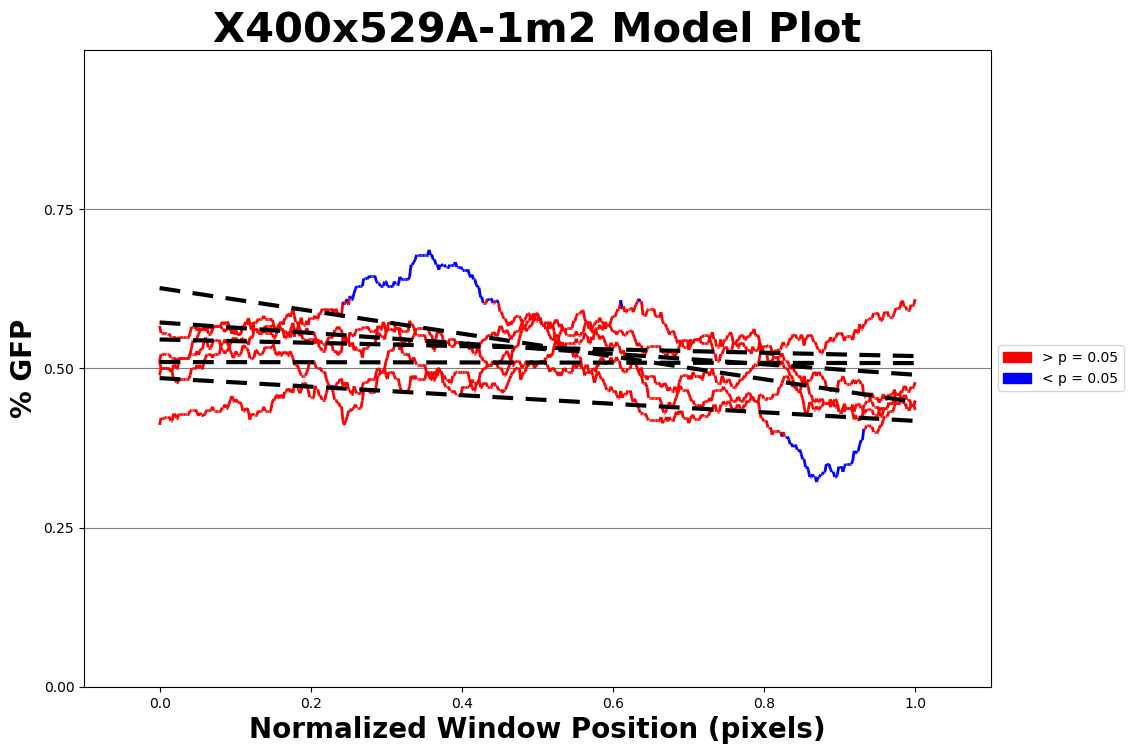 X400x529A-1m2 Model Plot
% GFP
0.75
0.50
0.25
0.00
0.0 0.2 0.4 0.6 0.8 1.0
Normalized Window Position (pixels)
> p = 0.05
< p = 0.05